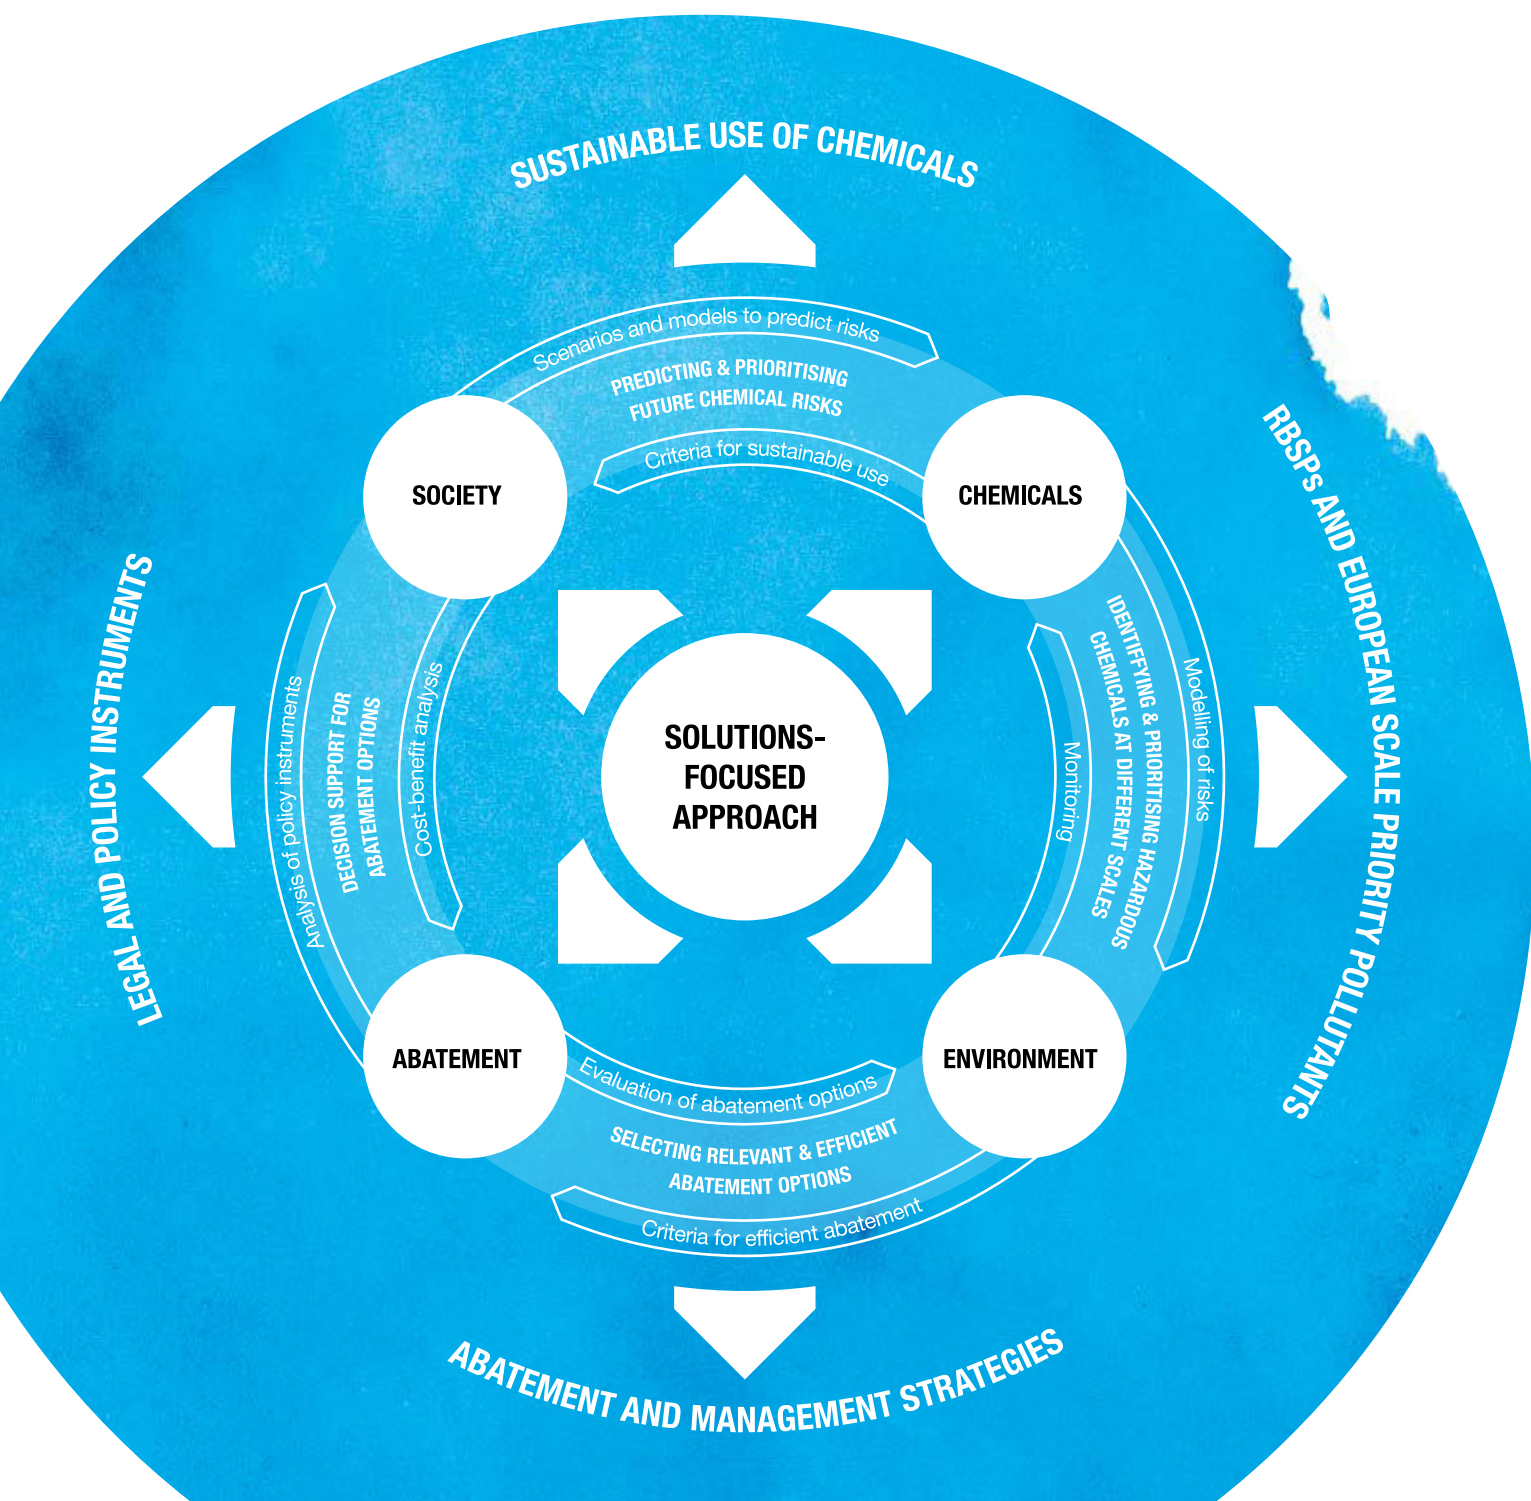 SUSTAINABLE USE OF CHEMICALS
Scenarios and models to predict risks
PREDICTING & PRIORITISING
FUTURE CHEMICAL RISKS
Criteria for sustainable use
SOCIETY
CHEMICALS
RBSPs AND EUROPEAN SCALE PRIORITY POLLUTANTS
Modelling of risks
IDENTIFFYING & PRIORITISING HAZARDOUS
CHEMICALS AT DIFFERENT SCALES
Monitoring
LEGAL AND POLICY INSTRUMENTS
Analysis of policy instruments
DECISION SUPPORT FOR
ABATEMENT OPTIONS
Cost-benefit analysis
SOLUTIONS-
FOCUSED
APPROACH
ABATEMENT
ENVIRONMENT
Evaluation of abatement options
SELECTING RELEVANT & EFFICIENT
ABATEMENT OPTIONS
Criteria for efficient abatement
ABATEMENT AND MANAGEMENT STRATEGIES